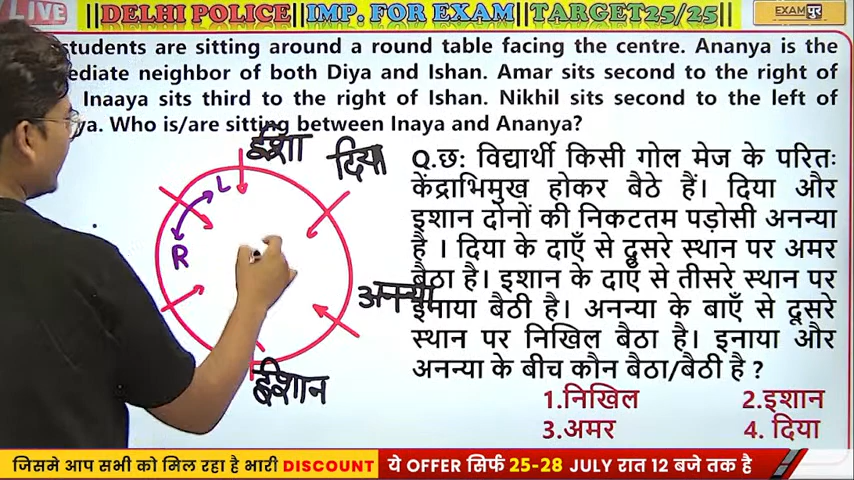 LIVE ||DELHI POLICE||IMP. FOR EXAM||TARGET25/25|| EXAMपुर
students are sitting around a round table facing the centre. Ananya is the
ediate neighbor of both Diya and Ishan. Amar sits second to the right of
Inaaya sits third to the right of Ishan. Nikhil sits second to the left of
ya. Who is/are sitting between Inaya and Ananya?
Q.छ: विद्यार्थी किसी गोल मेज के परितः
केंद्राभिमुख होकर बैठे हैं। दिया और
इशान दोनों की निकटतम पड़ोसी अनन्या
है । दिया के दाएँ से दूसरे स्थान पर अमर
बैठा है। इशान के दाएँ से तीसरे स्थान पर
इनाया बैठी है। अनन्या के बाएँ से दूसरे
स्थान पर निखिल बैठा है। इनाया और
अनन्या के बीच कौन बैठा/बैठी है ?
1.निखिल 2.इशान
3.अमर 4. दिया
ईशा
दिया
L
R
अनन्या
ईशान
जिसमे आप सभी को मिल रहा है भारी DISCOUNT ये OFFER सिर्फ 25-28 JULY रात 12 बजे तक है